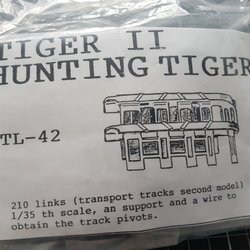 TIGER II
HUNTING TIGER
TL-42
210 links (transport tracks second model)
1/35 th scale, an support and a wire to
obtain the track pivots.